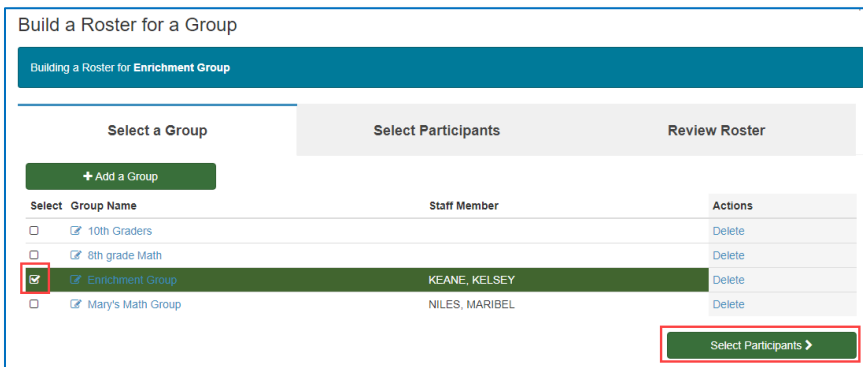 Build a Roster for a Group
Building a Roster for Enrichment Group
Select a Group Select Participants Review Roster
+ Add a Group
Select Group Name Staff Member Actions
10th Graders Delete
8th grade Math Delete
Enrichment Group KEANE, KELSEY Delete
Mary's Math Group NILES, MARIBEL Delete
Select Participants >